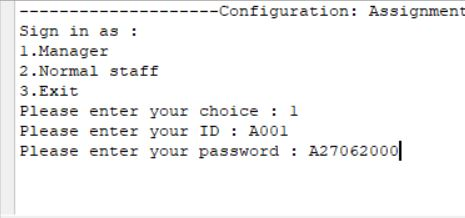 --------------------Configuration: Assignment
Sign in as :
1.Manager
2.Normal staff
3.Exit
Please enter your choice : 1
Please enter your ID : A001
Please enter your password : A27062000